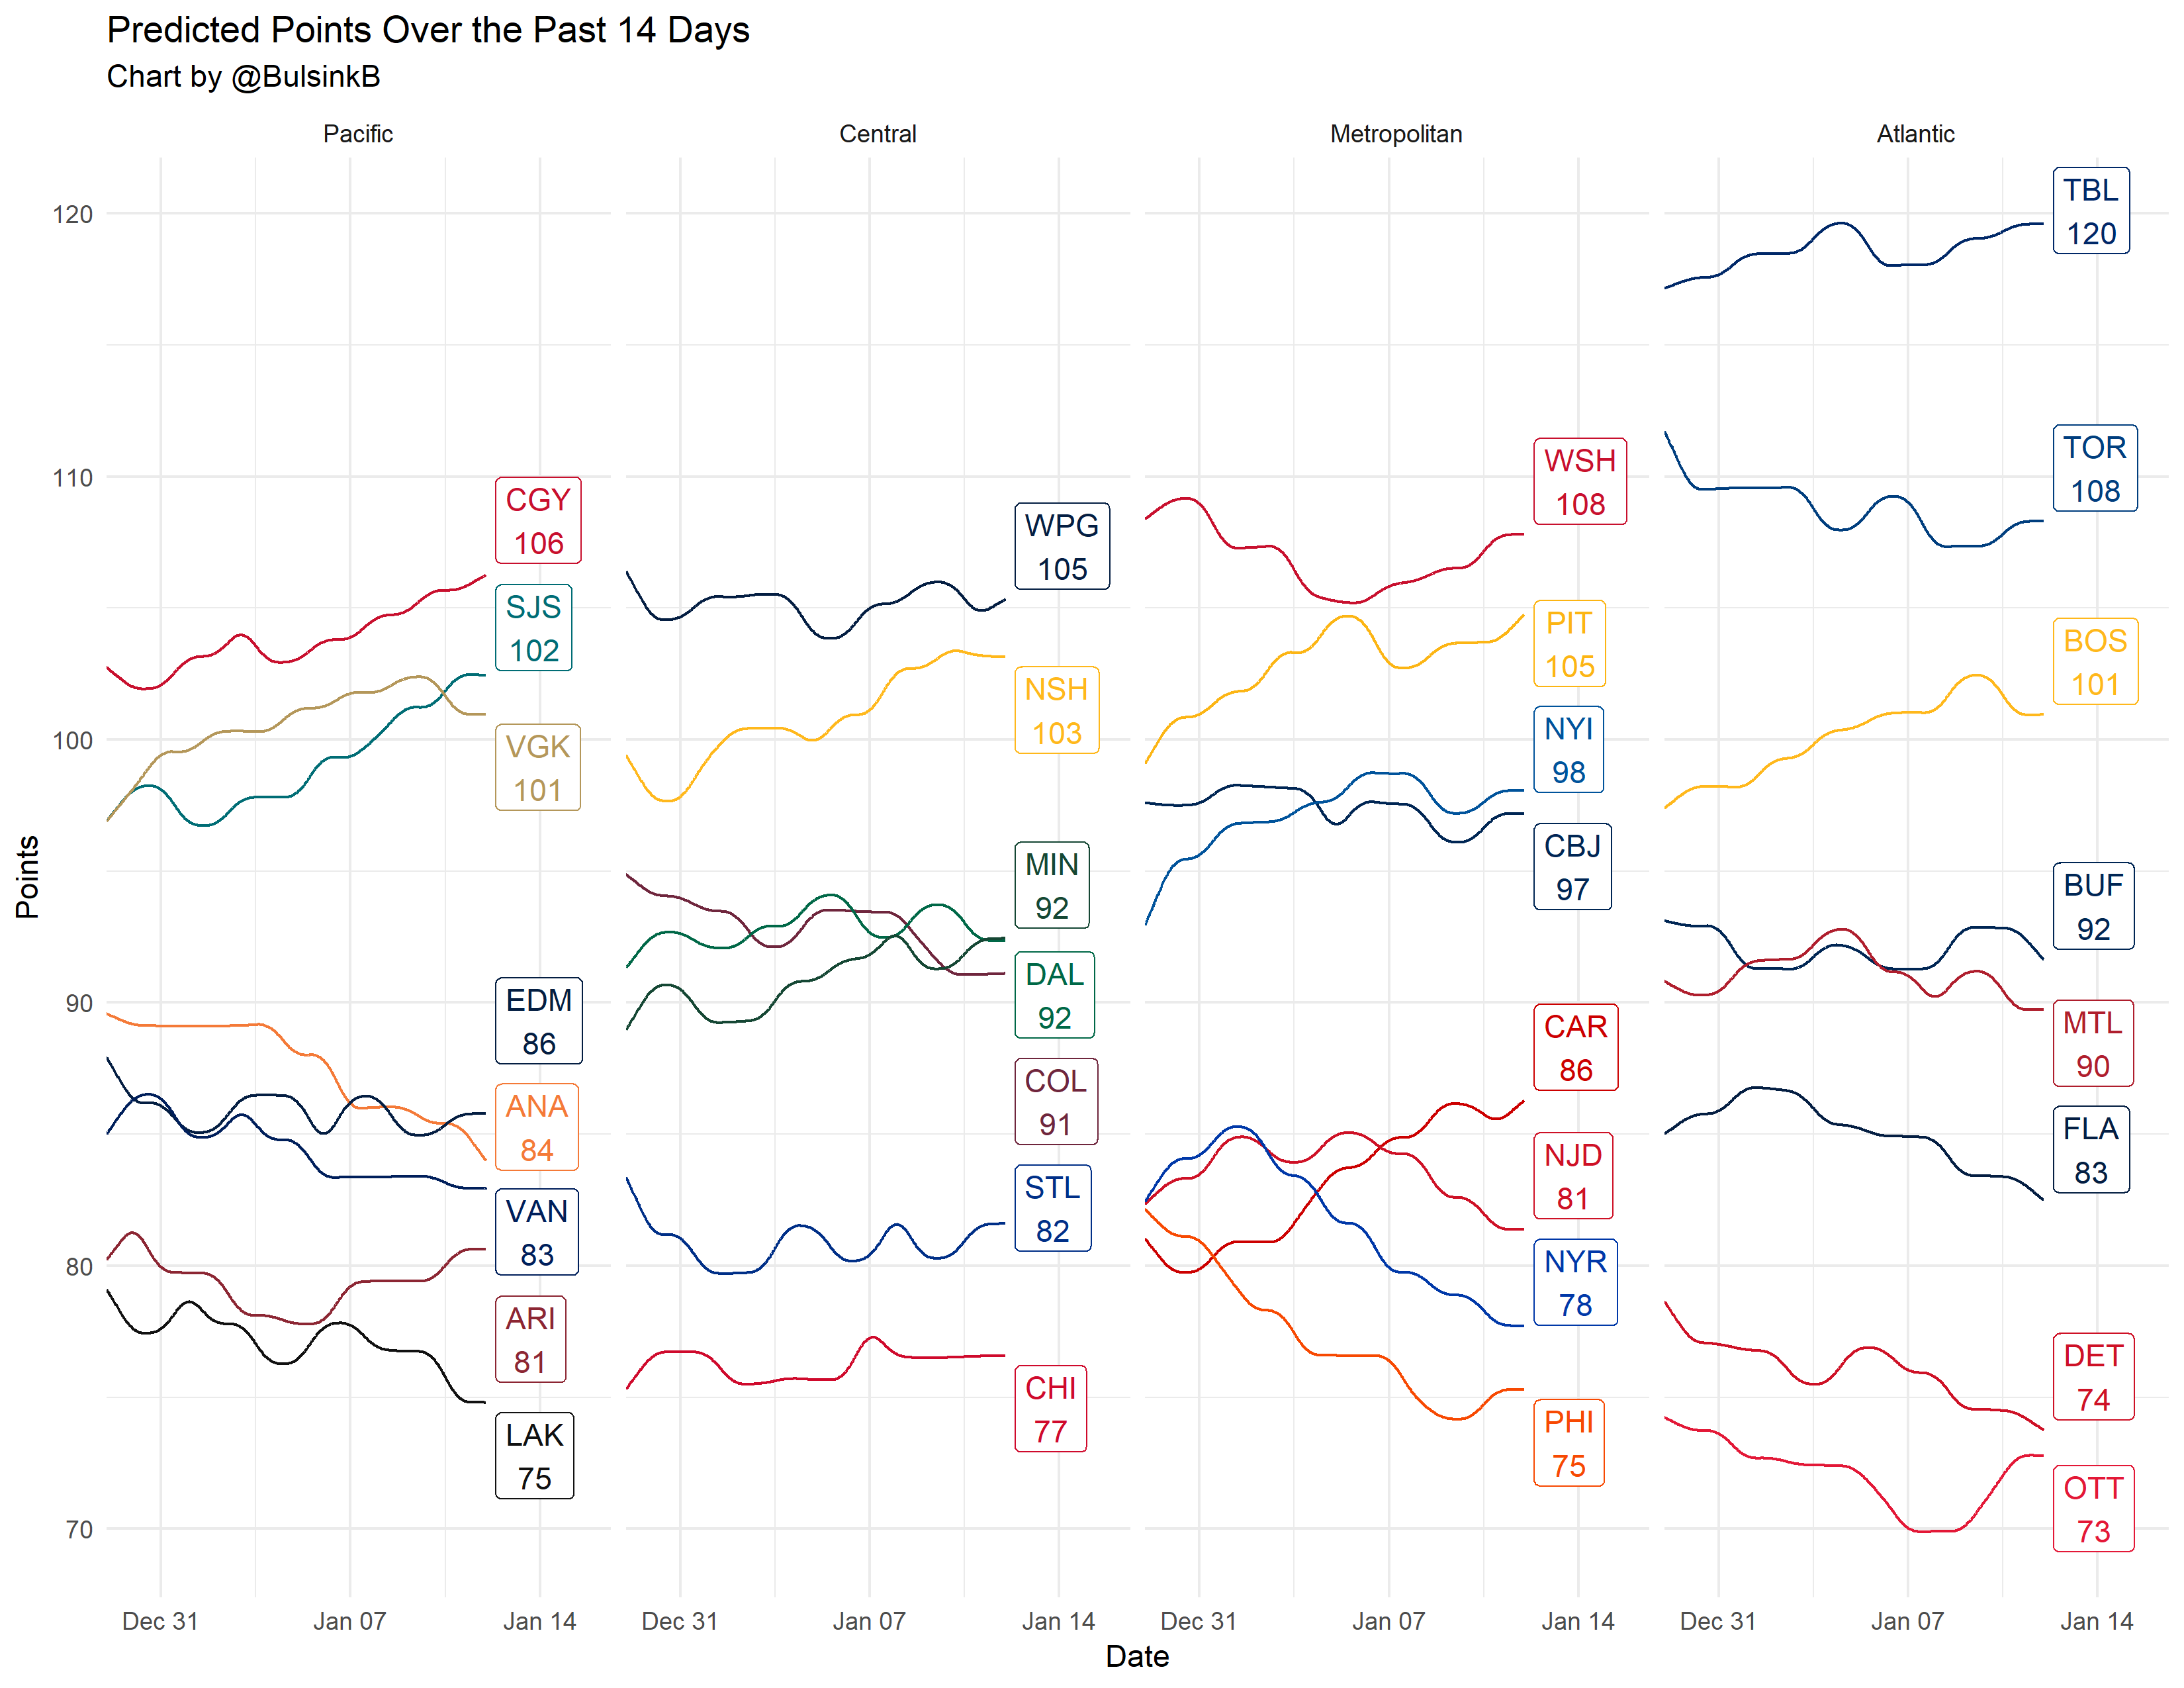 Predicted Points Over the Past 14 Days
Chart by @BulsinkB
Pacific
Central
Metropolitan
Atlantic
Points
120
110
100
90
80
70
CGY
106
SJS
102
VGK
101
EDM
86
ANA
84
VAN
83
ARI
81
LAK
75
WPG
105
NSH
103
MIN
92
DAL
92
COL
91
STL
82
CHI
77
WSH
108
PIT
105
NYI
98
CBJ
97
CAR
86
NJD
81
NYR
78
PHI
75
TBL
120
TOR
108
BOS
101
BUF
92
MTL
90
FLA
83
DET
74
OTT
73
Dec 31 Jan 07 Jan 14
Dec 31 Jan 07 Jan 14
Dec 31 Jan 07 Jan 14
Dec 31 Jan 07 Jan 14
Date